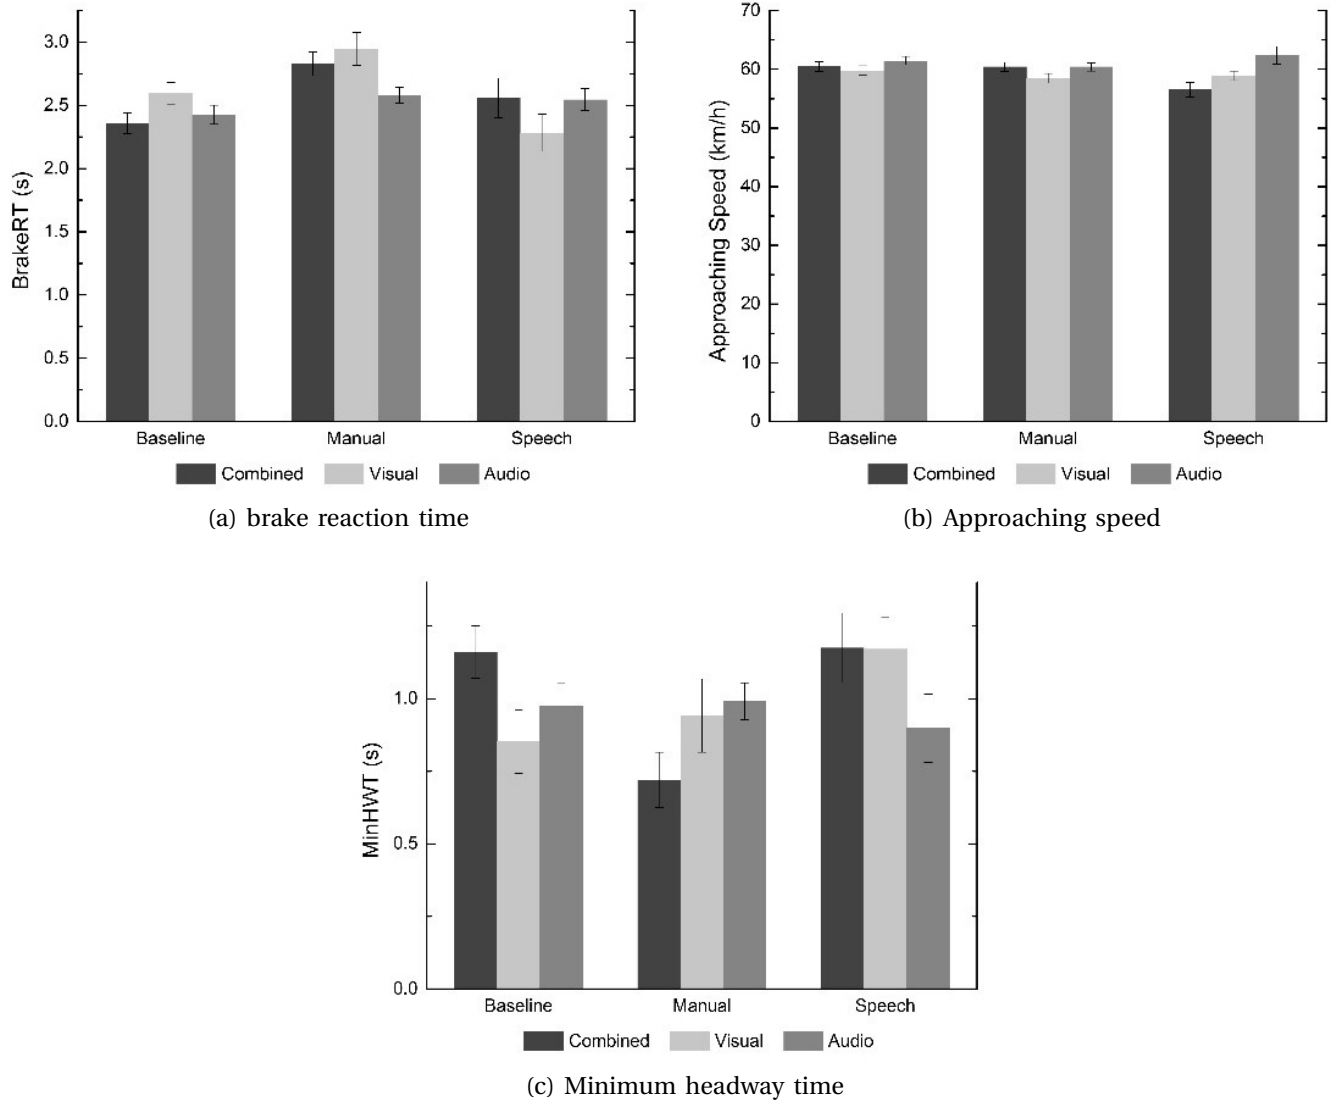 3.0
2.5
2.0
1.5
1.0
0.5
0.0
BrakeRT (s)
Baseline Manual Speech
Combined Visual Audio
(a) brake reaction time
70
60
50
40
30
20
10
0
Approaching Speed (km/h)
Baseline Manual Speech
Combined Visual Audio
(b) Approaching speed
1.0
0.5
0.0
MinHWT (s)
Baseline Manual Speech
Combined Visual Audio
(c) Minimum headway time